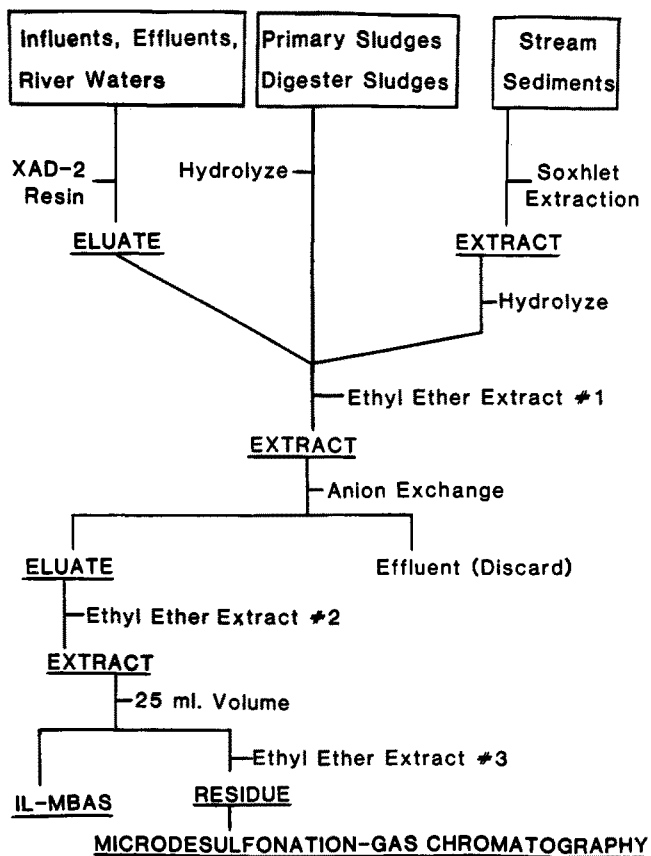 Influents, Effluents,
River Waters
Primary Sludges
Digester Sludges
Stream
Sediments
XAD-2
Resin
Hydrolyze
Soxhlet
Extraction
ELUATE
EXTRACT
Hydrolyze
Ethyl Ether Extract #1
EXTRACT
Anion Exchange
ELUATE
Effluent (Discard)
Ethyl Ether Extract #2
EXTRACT
25 ml. Volume
Ethyl Ether Extract #3
IL-MBAS
RESIDUE
MICRODESULFONATION-GAS CHROMATOGRAPHY